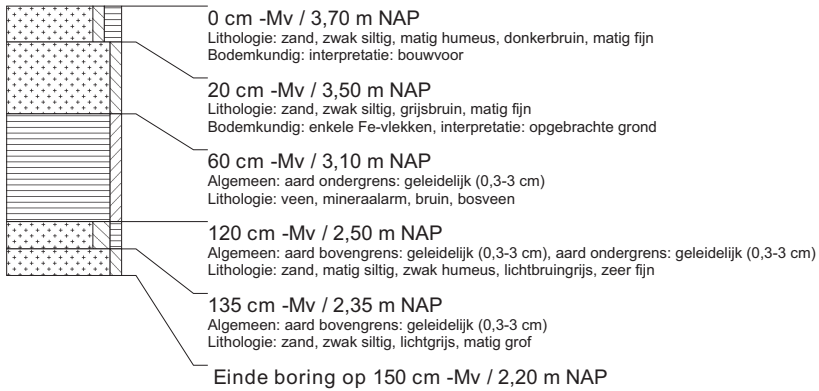 0 cm -Mv / 3,70 m NAP
Lithologie: zand, zwak siltig, matig humeus, donkerbruin, matig fijn
Bodemkundig: interpretatie: bouwvoor
20 cm -Mv / 3,50 m NAP
Lithologie: zand, zwak siltig, grijsbruin, matig fijn
Bodemkundig: enkele Fe-vlekken, interpretatie: opgebrachte grond
60 cm -Mv / 3,10 m NAP
Algemeen: aard ondergrens: geleidelijk (0,3-3 cm)
Lithologie: veen, mineraalarm, bruin, bosveen
120 cm -Mv / 2,50 m NAP
Algemeen: aard bovengrens: geleidelijk (0,3-3 cm), aard ondergrens: geleidelijk (0,3-3 cm)
Lithologie: zand, matig siltig, zwak humeus, lichtbruingrijs, zeer fijn
135 cm -Mv / 2,35 m NAP
Algemeen: aard bovengrens: geleidelijk (0,3-3 cm)
Lithologie: zand, zwak siltig, lichtgrijs, matig grof
Einde boring op 150 cm -Mv / 2,20 m NAP